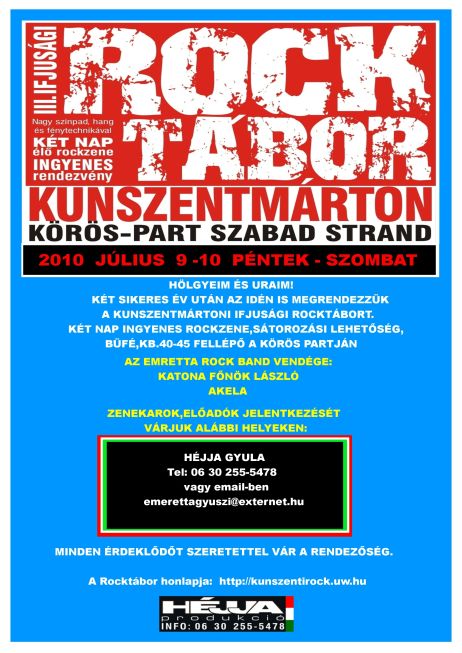 III. IFJUSÁGI
ROCK
TÁBOR
Nagy szinpad, hang
és fénytechnikával
KÉT NAP
élő rockzene
INGYENES
rendezvény
KUNSZENTMÁRTON
KÖRÖS-PART SZABAD STRAND
2010 JÚLIUS 9 -10 PÉNTEK - SZOMBAT
HÖLGYEIM ÉS URAIM!
KÉT SIKERES ÉV UTÁN AZ IDÉN IS MEGRENDEZZÜK
A KUNSZENTMÁRTONI IFJUSÁGI ROCKTÁBORT.
KÉT NAP INGYENES ROCKZENE,SÁTOROZÁSI LEHETŐSÉG,
BÜFÉ,KB.40-45 FELLÉPŐ A KÖRÖS PARTJÁN
AZ EMRETTA ROCK BAND VENDÉGE:
KATONA FŐNÖK LÁSZLÓ
AKELA
ZENEKAROK,ELŐADÓK JELENTKEZÉSÉT
VÁRJUK ALÁBBI HELYEKEN:
HÉJJA GYULA
Tel: 06 30 255-5478
vagy email-ben
emerettagyuszi@externet.hu
MINDEN ÉRDEKLŐDŐT SZERETETTEL VÁR A RENDEZŐSÉG.
A Rocktábor honlapja: http://kunszentirock.uw.hu
HÉJJA
produkció
INFO: 06 30 255-5478